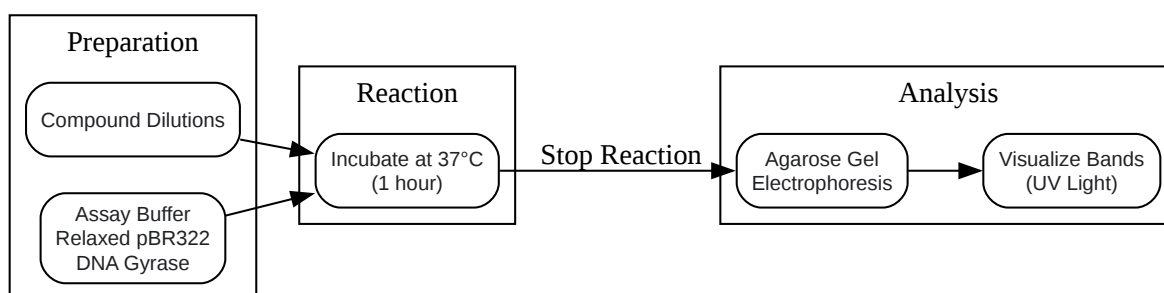 Preparation
Compound Dilutions
Assay Buffer
Relaxed pBR322
DNA Gyrase
Reaction
Incubate at 37°C
(1 hour)
Stop Reaction
Analysis
Agarose Gel
Electrophoresis
Visualize Bands
(UV Light)